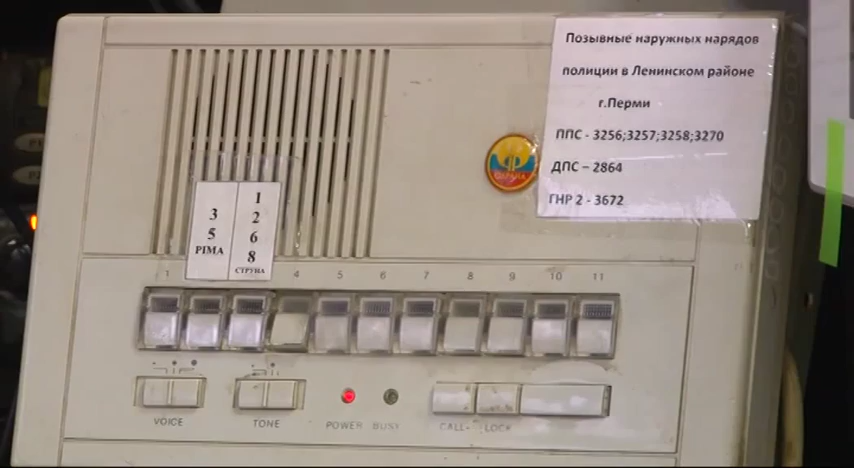 Позывные наружных нарядов
полиции в Ленинском районе
г.Перми
ППС - 3256;3257;3258;3270
ДПС – 2864
ГНР 2 - 3672
3
5
РІМА
1
2
6
8
СТРУНА
1 4 5 6 7 8 9 10 11
VOICE TONE POWER BUSY CALL LOCK